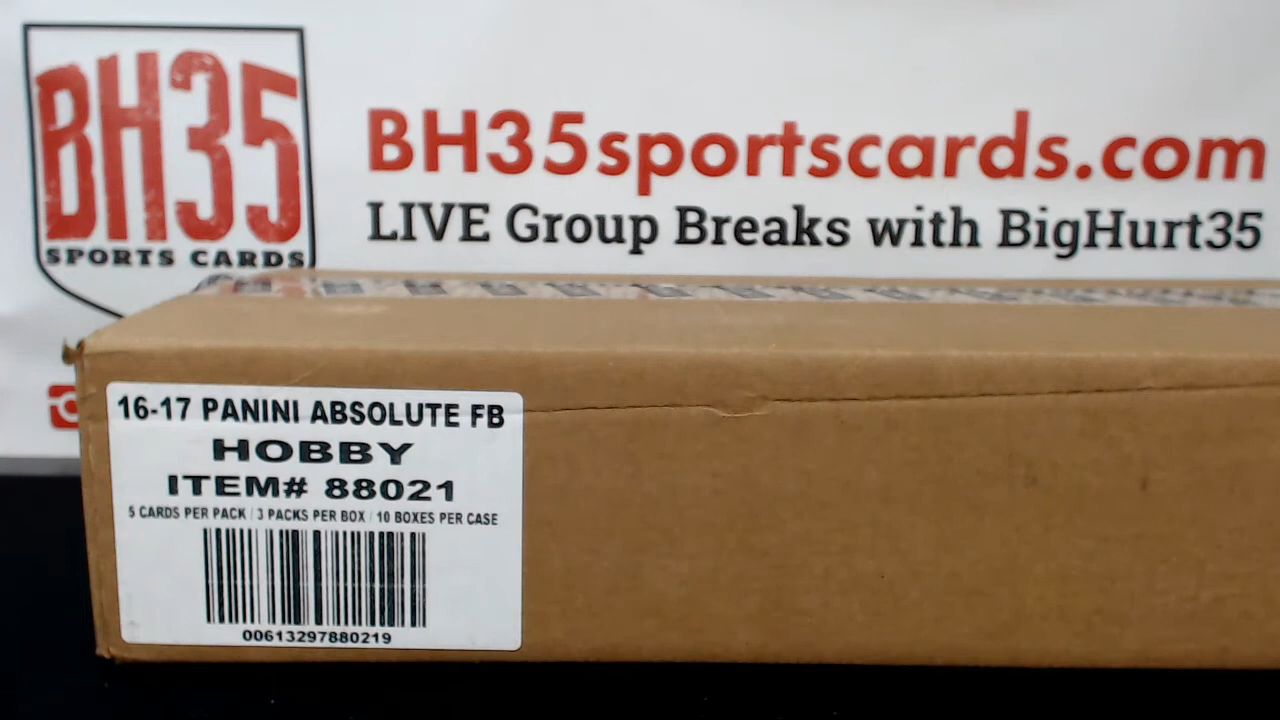 BH35
SPORTS CARDS
BH35sportscards.com
LIVE Group Breaks with BigHurt35
16-17 PANINI ABSOLUTE FB
HOBBY
ITEM# 88021
5 CARDS PER PACK / 3 PACKS PER BOX / 10 BOXES PER CASE
00613297880219